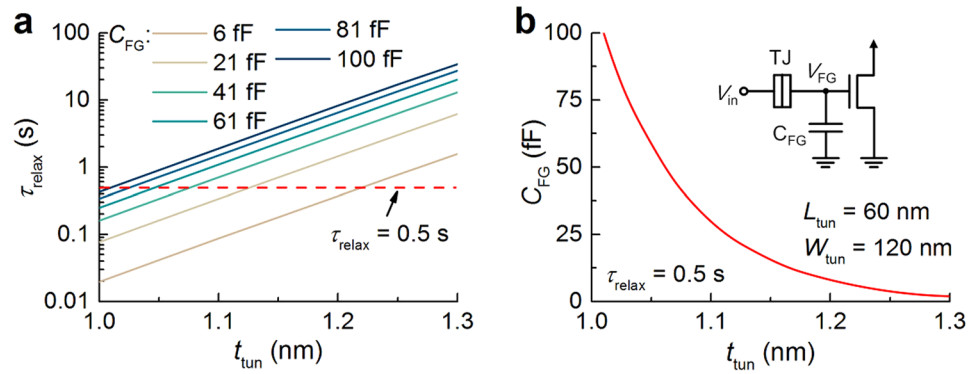 a
C_FG:
6 fF
21 fF
41 fF
61 fF
81 fF
100 fF
100
10
1
0.1
0.01
τ_relax (s)
τ_relax = 0.5 s
1.0 1.1 1.2 1.3
t_tun (nm)
b
100
75
50
25
0
C_FG (fF)
TJ
V_in
V_FG
C_FG
L_tun = 60 nm
W_tun = 120 nm
τ_relax = 0.5 s
1.0 1.1 1.2 1.3
t_tun (nm)